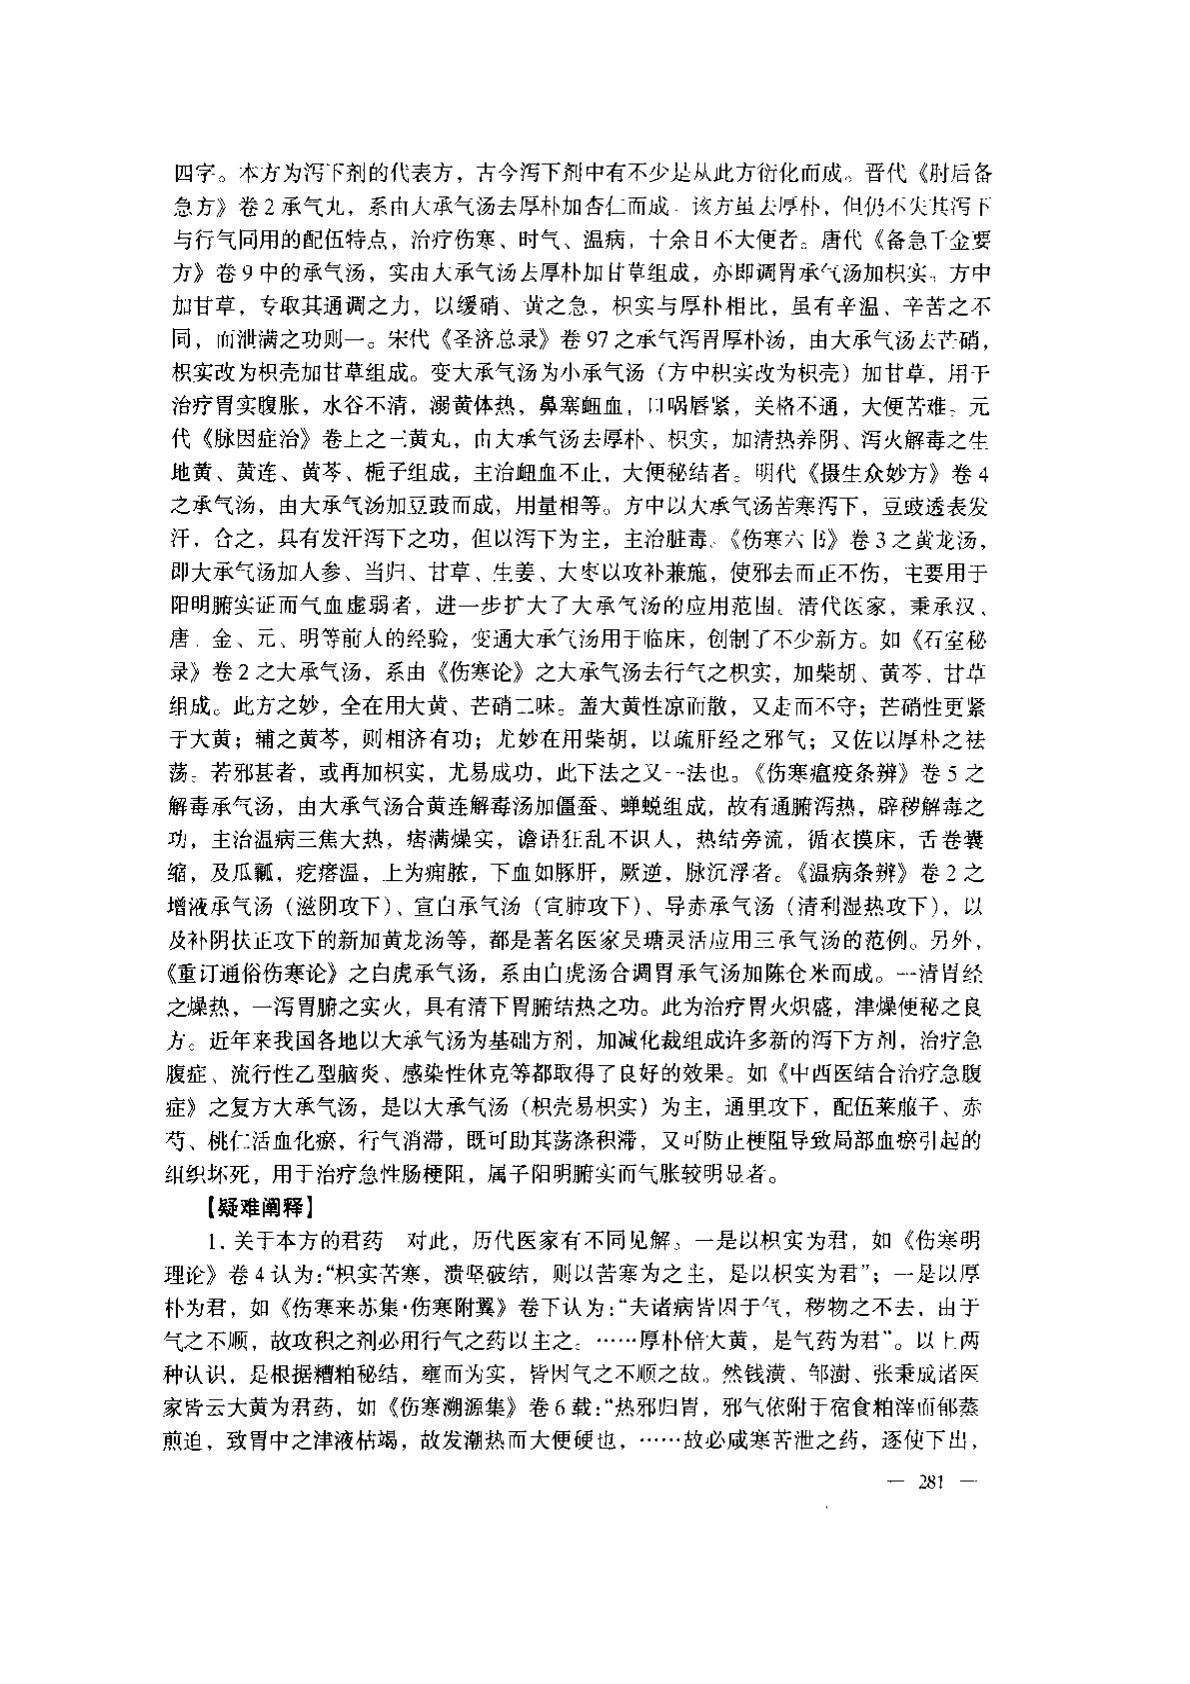 四字。本方为泻下剂的代表方，古今泻下剂中有不少是从此方衍化而成。晋代《肘后备
急方》卷2承气丸，系由大承气汤去厚朴加杏仁而成．该方虽去厚朴，但仍不失其泻下
与行气同用的配伍特点，治疗伤寒、时气、温病，十余日不大便者。唐代《备急千金要
方》卷9中的承气汤，实由大承气汤去厚朴加甘草组成，亦即调胃承气汤加枳实。方中
加甘草，专取其通调之力，以缓硝、黄之急，枳实与厚朴相比，虽有辛温、辛苦之不
同，而泄满之功则一。宋代《圣济总录》卷97之承气泻胃厚朴汤，由大承气汤去芒硝，
枳实改为枳壳加甘草组成。变大承气汤为小承气汤（方中枳实改为枳壳）加甘草，用于
治疗胃实腹胀，水谷不清，溺黄体热，鼻塞衄血，口㖞唇紧，关格不通，大便苦难。元
代《脉因症治》卷上之三黄丸，由大承气汤去厚朴、枳实，加清热养阴、泻火解毒之生
地黄、黄连、黄芩、栀子组成，主治衄血不止，大便秘结者。明代《摄生众妙方》卷4
之承气汤，由大承气汤加豆豉而成，用量相等。方中以大承气汤苦寒泻下，豆豉透表发
汗，合之，具有发汗泻下之功，但以泻下为主，主治脏毒。《伤寒六书》卷3之黄龙汤，
即大承气汤加人参、当归、甘草、生姜、大枣以攻补兼施，使邪去而正不伤，主要用于
阳明腑实证而气血虚弱者，进一步扩大了大承气汤的应用范围。清代医家，秉承汉、
唐、金、元、明等前人的经验，变通大承气汤用于临床，创制了不少新方。如《石室秘
录》卷2之大承气汤，系由《伤寒论》之大承气汤去行气之枳实，加柴胡、黄芩、甘草
组成。此方之妙，全在用大黄、芒硝二味。盖大黄性凉而散，又走而不守；芒硝性更紧
于大黄；辅之黄芩，则相济有功；尤妙在用柴胡，以疏肝经之邪气；又佐以厚朴之祛
荡。若邪甚者，或再加枳实，尤易成功，此下法之又一法也。《伤寒瘟疫条辨》卷5之
解毒承气汤，由大承气汤合黄连解毒汤加僵蚕、蝉蜕组成，故有通腑泻热，辟秽解毒之
功，主治温病三焦大热，痞满燥实，谵语狂乱不识人，热结旁流，循衣摸床，舌卷囊
缩，及瓜瓤，疙瘩温，上为痈脓，下血如豚肝，厥逆，脉沉浮者。《温病条辨》卷2之
增液承气汤（滋阴攻下）、宣白承气汤（宣肺攻下）、导赤承气汤（清利湿热攻下），以
及补阴扶正攻下的新加黄龙汤等，都是著名医家吴瑭灵活应用三承气汤的范例。另外，
《重订通俗伤寒论》之白虎承气汤，系由白虎汤合调胃承气汤加陈仓米而成。一清胃经
之燥热，一泻胃腑之实火，具有清下胃腑结热之功。此为治疗胃火炽盛，津燥便秘之良
方。近年来我国各地以大承气汤为基础方剂，加减化裁组成许多新的泻下方剂，治疗急
腹症、流行性乙型脑炎、感染性休克等都取得了良好的效果。如《中西医结合治疗急腹
症》之复方大承气汤，是以大承气汤（枳壳易枳实）为主，通里攻下，配伍莱菔子、赤
芍、桃仁活血化瘀，行气消滞，既可助其荡涤积滞，又可防止梗阻导致局部血瘀引起的
组织坏死，用于治疗急性肠梗阻，属于阳明腑实而气胀较明显者。
【疑难阐释】
1．关于本方的君药　对此，历代医家有不同见解。一是以枳实为君，如《伤寒明
理论》卷4认为：“枳实苦寒，溃坚破结，则以苦寒为之主，是以枳实为君”；一是以厚
朴为君，如《伤寒来苏集·伤寒附翼》卷下认为：“夫诸病皆因于气，秽物之不去，由于
气之不顺，故攻积之剂必用行气之药以主之。……厚朴倍大黄，是气药为君”。以上两
种认识，是根据糟粕秘结，壅而为实，皆因气之不顺之故。然钱潢、邹澍、张秉成诸医
家皆云大黄为君药，如《伤寒溯源集》卷6载：“热邪归胃，邪气依附于宿食粕滓而郁蒸
煎迫，致胃中之津液枯竭，故发潮热而大便硬也，……故必咸寒苦泄之药，逐使下出，
— 281 —